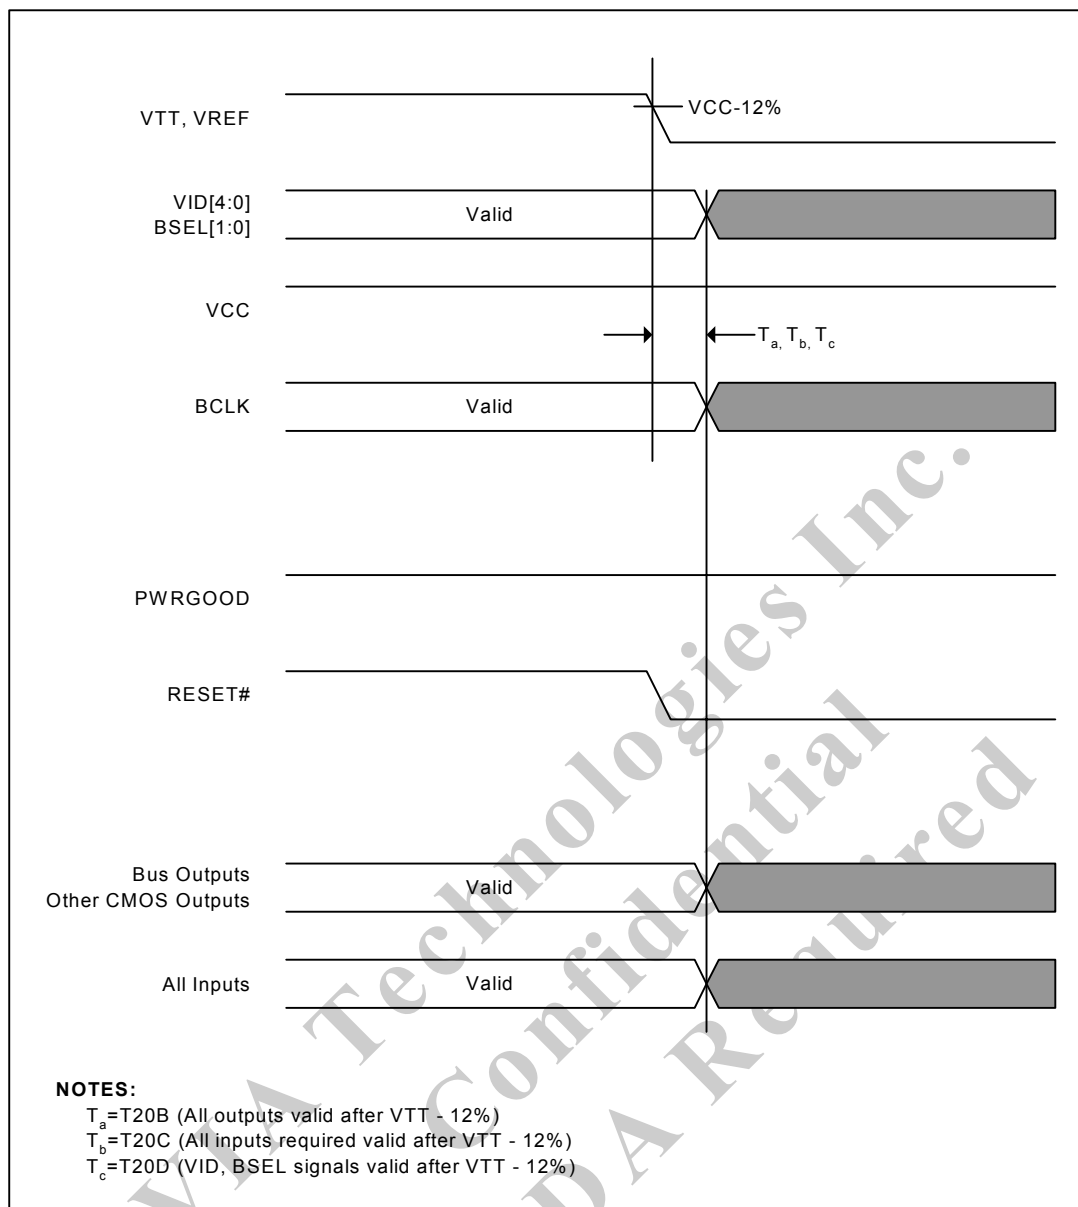 VTT, VREF
VCC-12%
VID[4:0]
BSEL[1:0]
Valid
VCC
Ta, Tb, Tc
BCLK
Valid
PWRGOOD
RESET#
Bus Outputs
Other CMOS Outputs
Valid
All Inputs
Valid
NOTES:
Ta=T20B (All outputs valid after VTT - 12%)
Tb=T20C (All inputs required valid after VTT - 12%)
Tc=T20D (VID, BSEL signals valid after VTT - 12%)
VIA Technologies Inc.
Confidential
DA Required